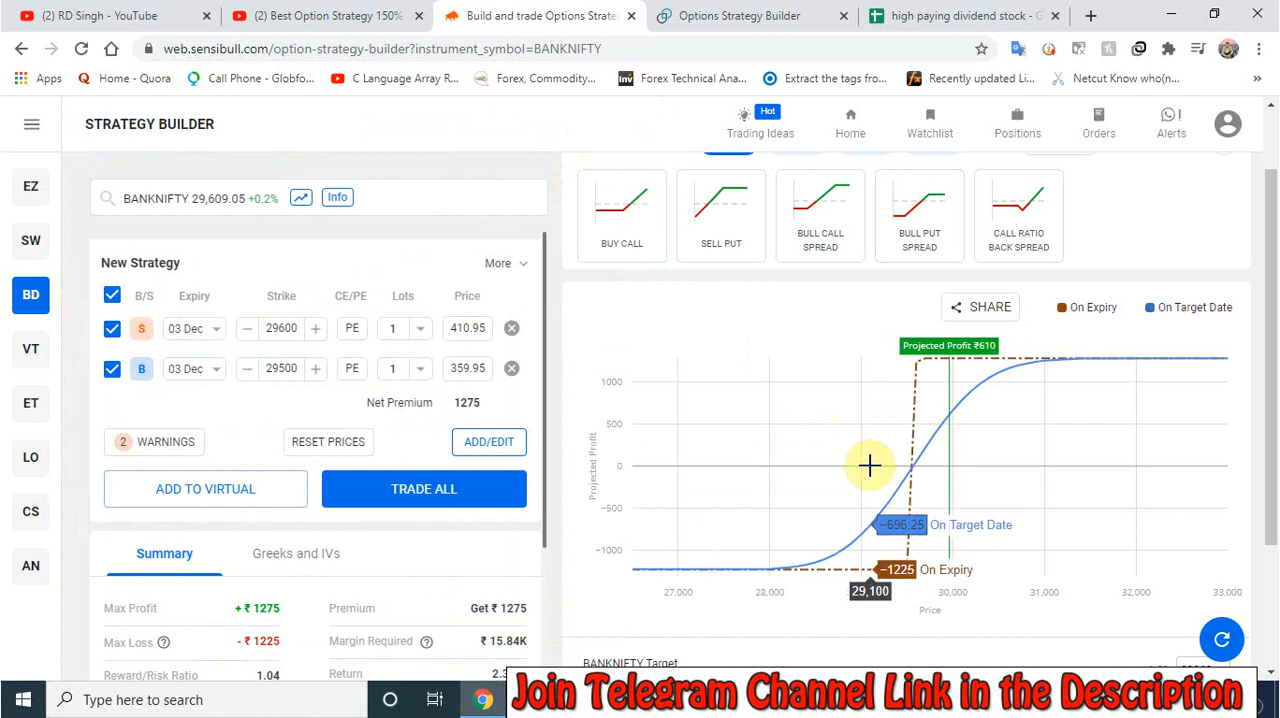 (2) RD Singh - YouTube
(2) Best Option Strategy 150%
Build and trade Options Strate
Options strategy Builder
high paying dividend stock - G
web.sensibull.com/option-strategy-builder?instrument_symbol=BANKNIFTY
Apps
Home - Quora
Call Phone - Globfo...
C Language Array R...
Forex, Commodity...
Forex Technical Ana...
Extract the tags fro...
Recently updated Li...
Netcut Know who(n...
STRATEGY BUILDER
Hot
Trading Ideas
Home
Watchlist
Positions
Orders
Alerts
EZ
SW
BD
VT
ET
LO
CS
AN
BANKNIFTY 29,609.05 +0.2%
Info
New Strategy
More
B/S Expiry Strike CE/PE Lots Price
S 03 Dec 29600 PE 1 410.95
B 03 Dec 29500 PE 1 359.95
Net Premium 1275
2 WARNINGS
RESET PRICES
ADD/EDIT
ADD TO VIRTUAL
TRADE ALL
Summary
Greeks and IVs
Max Profit + ₹ 1275
Premium Get ₹ 1275
Max Loss - ₹ 1225
Margin Required ₹ 15.84K
Reward/Risk Ratio 1.04
Return
BUY CALL
SELL PUT
BULL CALL SPREAD
BULL PUT SPREAD
CALL RATIO BACK SPREAD
SHARE
On Expiry
On Target Date
Projected Profit ₹610
1000
500
0
−500
−1000
Projected Profit
−696.25 On Target Date
−1225 On Expiry
27,000
28,000
29,100
30,000
31,000
32,000
33,000
Price
BANKNIFTY Target
Type here to search
Join Telegram Channel Link in the Description